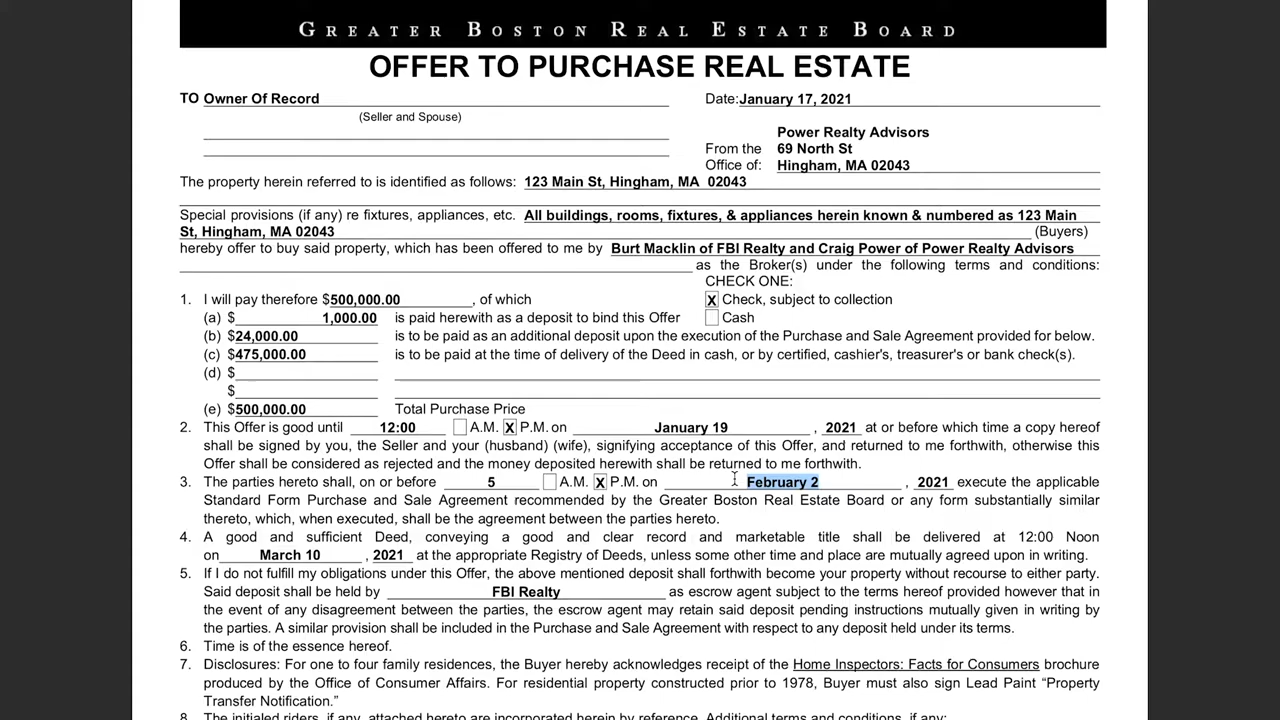 GREATER BOSTON REAL ESTATE BOARD
OFFER TO PURCHASE REAL ESTATE
TO Owner Of Record
Date:January 17, 2021
(Seller and Spouse)
Power Realty Advisors
From the 69 North St
Office of: Hingham, MA 02043
The property herein referred to is identified as follows: 123 Main St, Hingham, MA 02043
Special provisions (if any) re fixtures, appliances, etc. All buildings, rooms, fixtures, & appliances herein known & numbered as 123 Main
St, Hingham, MA 02043 (Buyers)
hereby offer to buy said property, which has been offered to me by Burt Macklin of FBI Realty and Craig Power of Power Realty Advisors
as the Broker(s) under the following terms and conditions:
CHECK ONE:
1. I will pay therefore $500,000.00 , of which X Check, subject to collection
(a) $ 1,000.00 is paid herewith as a deposit to bind this Offer Cash
(b) $24,000.00 is to be paid as an additional deposit upon the execution of the Purchase and Sale Agreement provided for below.
(c) $475,000.00 is to be paid at the time of delivery of the Deed in cash, or by certified, cashier's, treasurer's or bank check(s).
(d) $
$
(e) $500,000.00 Total Purchase Price
2. This Offer is good until 12:00 A.M. X P.M. on January 19 , 2021 at or before which time a copy hereof
shall be signed by you, the Seller and your (husband) (wife), signifying acceptance of this Offer, and returned to me forthwith, otherwise this
Offer shall be considered as rejected and the money deposited herewith shall be returned to me forthwith.
3. The parties hereto shall, on or before 5 A.M. X P.M. on February 2 , 2021 execute the applicable
Standard Form Purchase and Sale Agreement recommended by the Greater Boston Real Estate Board or any form substantially similar
thereto, which, when executed, shall be the agreement between the parties hereto.
4. A good and sufficient Deed, conveying a good and clear record and marketable title shall be delivered at 12:00 Noon
on March 10 , 2021 at the appropriate Registry of Deeds, unless some other time and place are mutually agreed upon in writing.
5. If I do not fulfill my obligations under this Offer, the above mentioned deposit shall forthwith become your property without recourse to either party.
Said deposit shall be held by FBI Realty as escrow agent subject to the terms hereof provided however that in
the event of any disagreement between the parties, the escrow agent may retain said deposit pending instructions mutually given in writing by
the parties. A similar provision shall be included in the Purchase and Sale Agreement with respect to any deposit held under its terms.
6. Time is of the essence hereof.
7. Disclosures: For one to four family residences, the Buyer hereby acknowledges receipt of the Home Inspectors: Facts for Consumers brochure
produced by the Office of Consumer Affairs. For residential property constructed prior to 1978, Buyer must also sign Lead Paint “Property
Transfer Notification.”
8. The initialed riders, if any, attached hereto are incorporated herein by reference. Additional terms and conditions, if any: